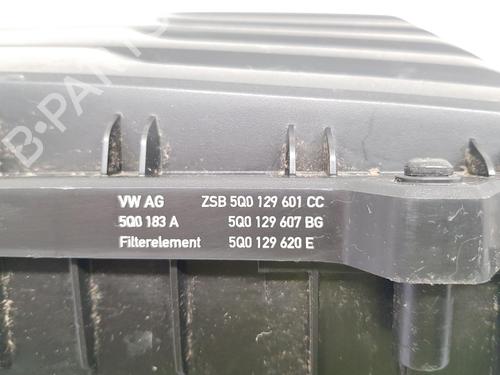 B-PARTS
VW AG ZSB 5Q0 129 601 CC
5Q0 183 A 5Q0 129 607 BG
Filterelement 5Q0 129 620 E